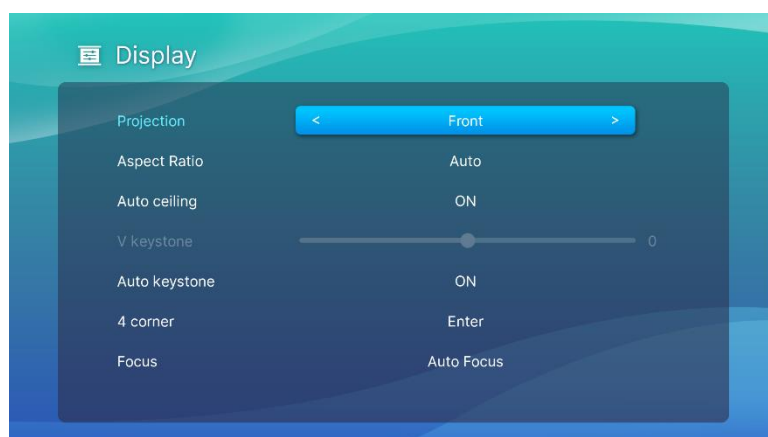 Display
Projection < Front >
Aspect Ratio Auto
Auto ceiling ON
V keystone 0
Auto keystone ON
4 corner Enter
Focus Auto Focus